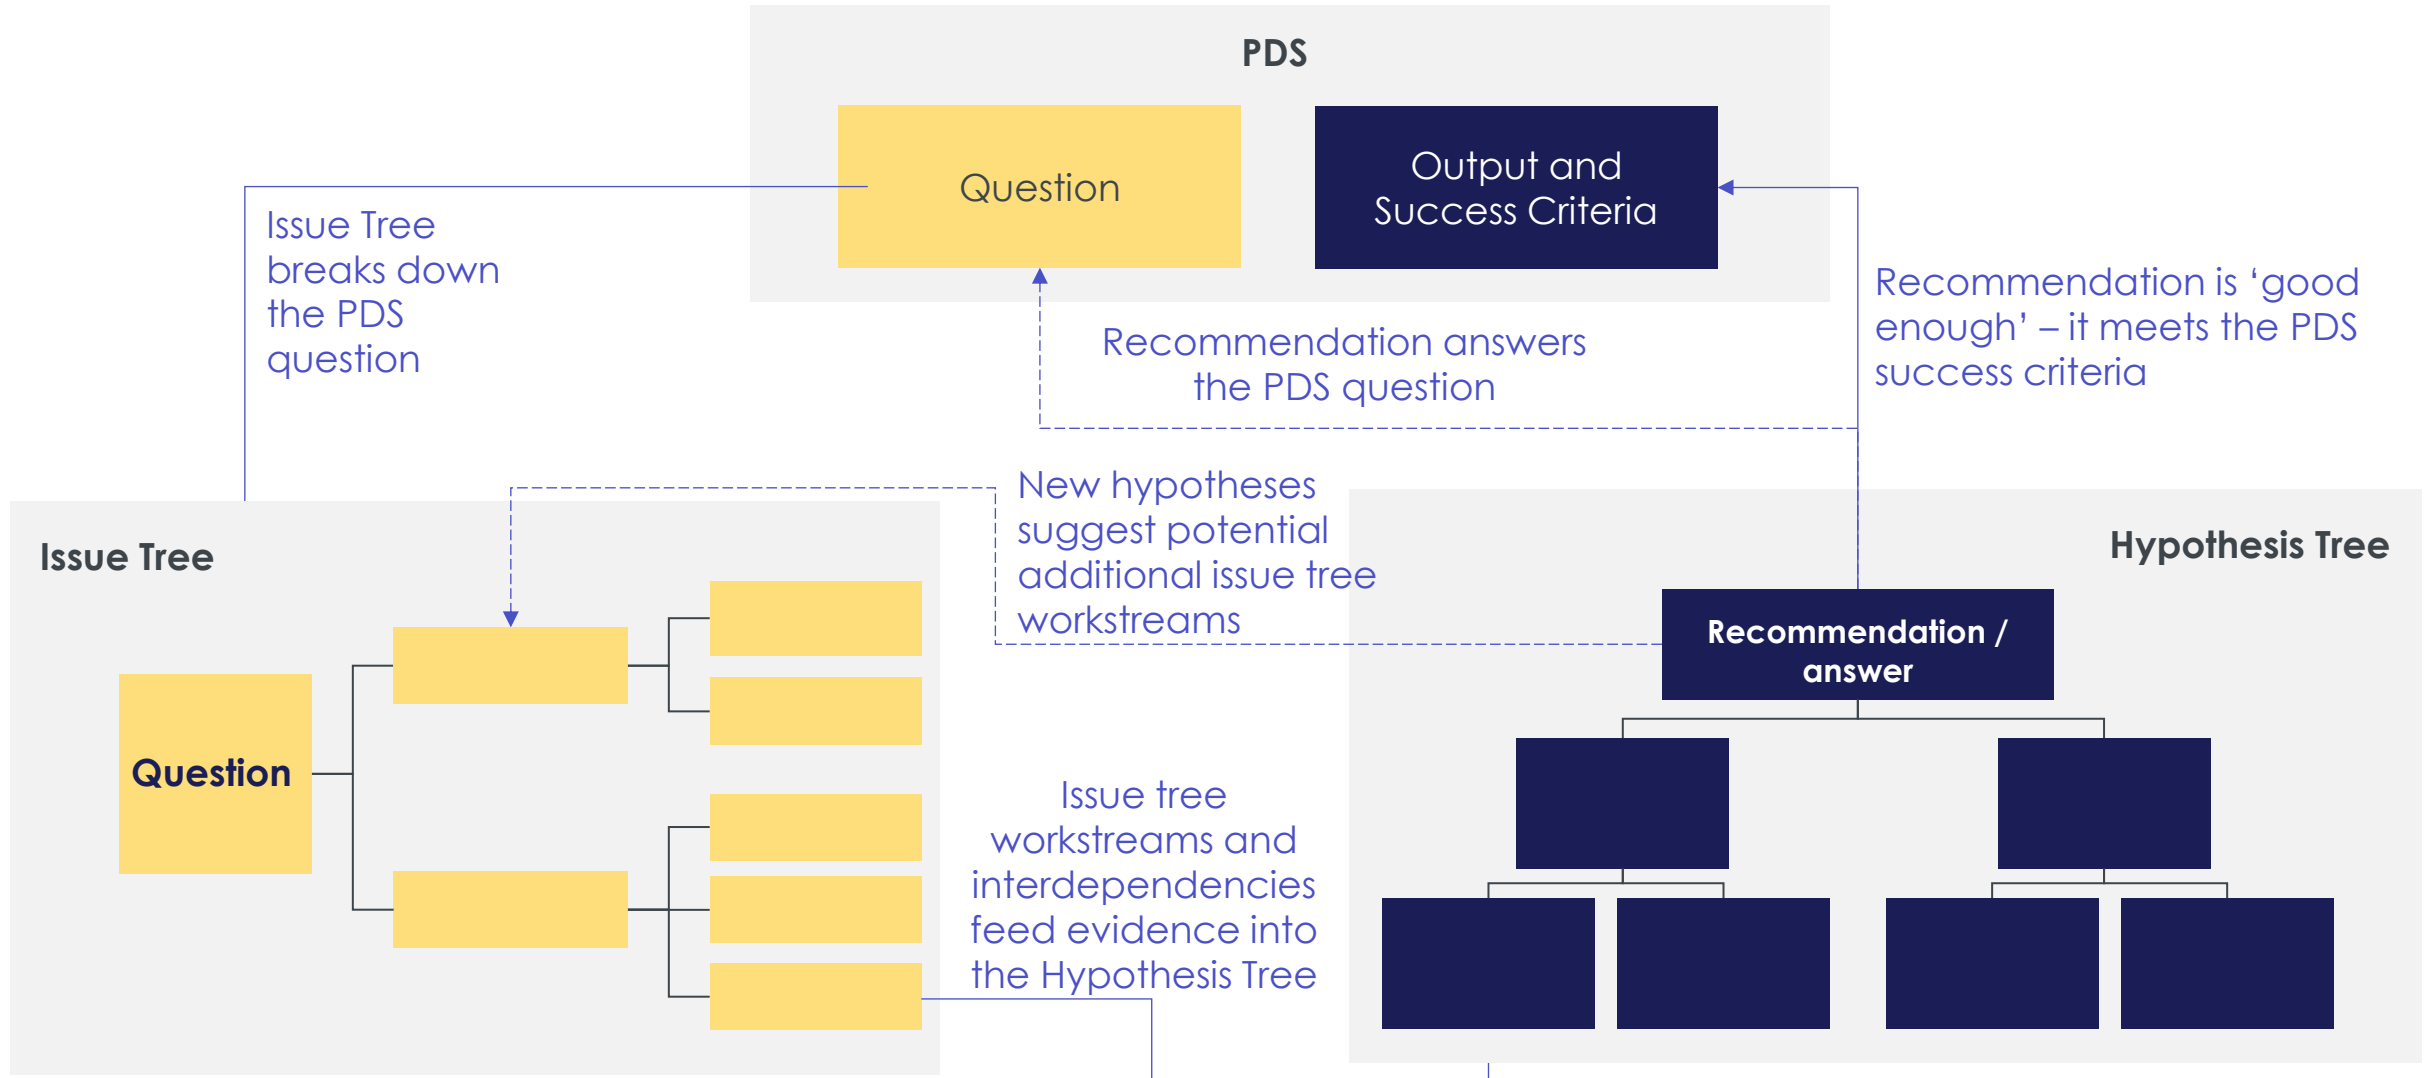 PDS
Question
Output and
Success Criteria
Issue Tree
breaks down
the PDS
question
Recommendation answers
the PDS question
Recommendation is ‘good
enough’ – it meets the PDS
success criteria
New hypotheses
suggest potential
additional issue tree
workstreams
Issue Tree
Question
Issue tree
workstreams and
interdependencies
feed evidence into
the Hypothesis Tree
Hypothesis Tree
Recommendation /
answer